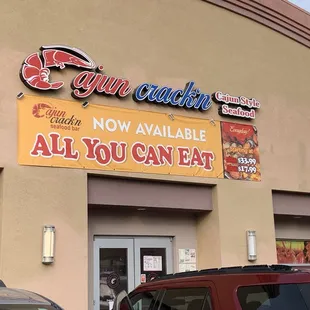 Cajun crack'n
Cajun Style
Seafood
cajun
crack'n
seafood bar
NOW AVAILABLE
ALL YOU CAN EAT
$33.99
$17.99